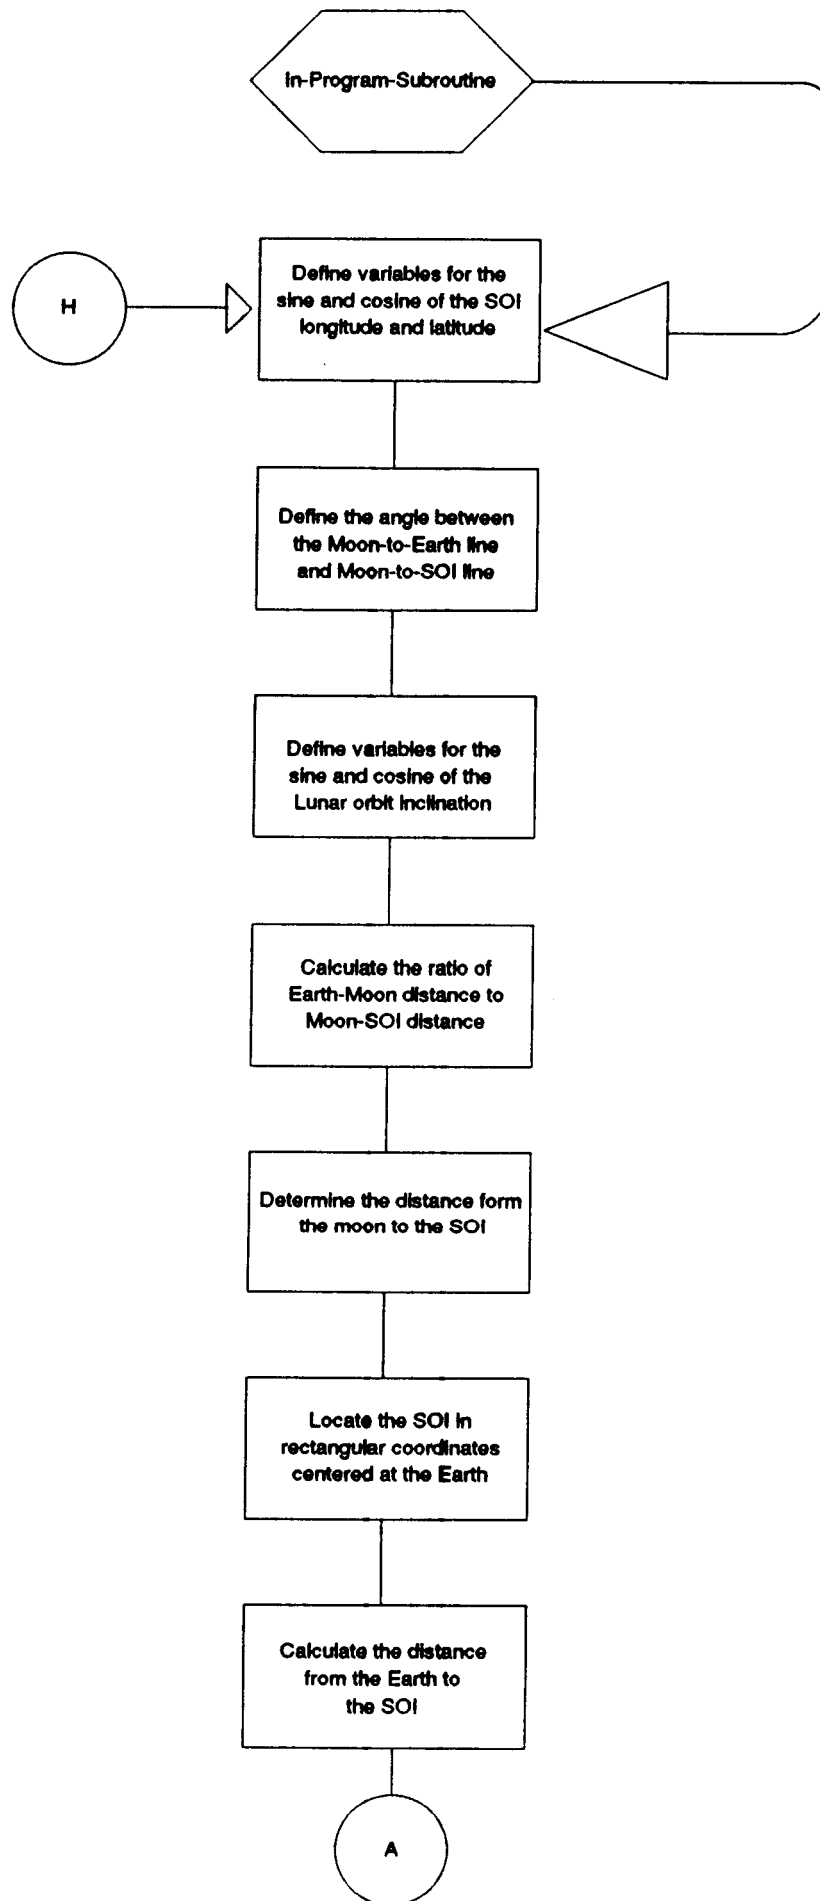 In-Program-Subroutine
H
Define variables for the
sine and cosine of the SOI
longitude and latitude
Define the angle between
the Moon-to-Earth line
and Moon-to-SOI line
Define variables for the
sine and cosine of the
Lunar orbit inclination
Calculate the ratio of
Earth-Moon distance to
Moon-SOI distance
Determine the distance form
the moon to the SOI
Locate the SOI in
rectangular coordinates
centered at the Earth
Calculate the distance
from the Earth to
the SOI
A